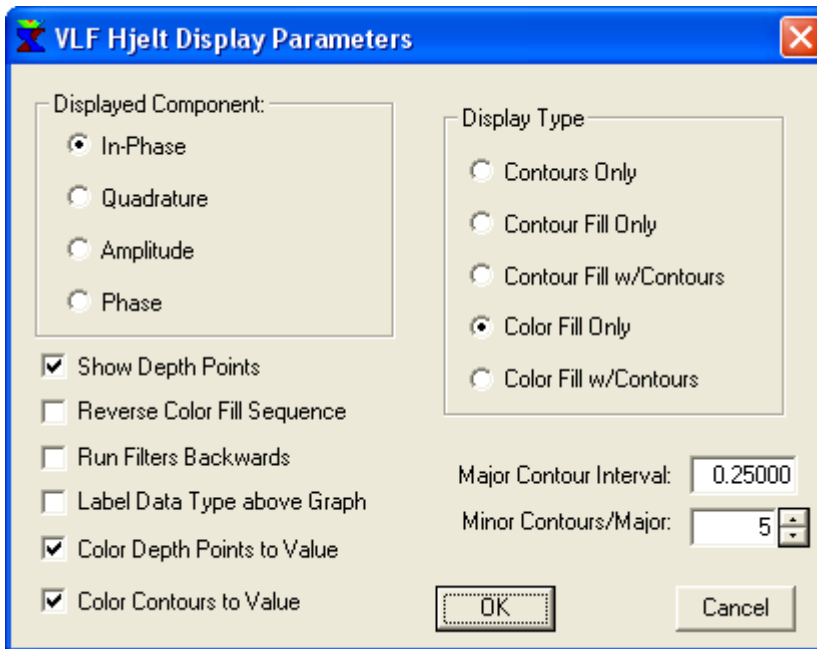 VLF Hjelt Display Parameters
Displayed Component:
In-Phase
Quadrature
Amplitude
Phase
Show Depth Points
Reverse Color Fill Sequence
Run Filters Backwards
Label Data Type above Graph
Color Depth Points to Value
Color Contours to Value
Display Type
Contours Only
Contour Fill Only
Contour Fill w/Contours
Color Fill Only
Color Fill w/Contours
Major Contour Interval: 0.25000
Minor Contours/Major: 5
OK
Cancel